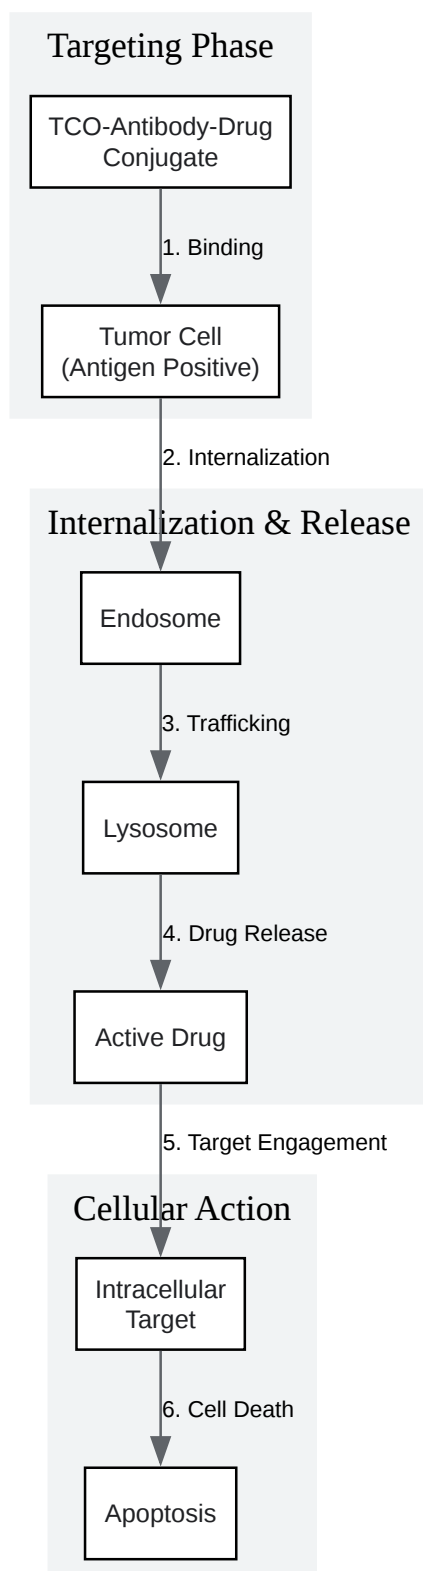 Targeting Phase
TCO-Antibody-Drug
Conjugate
1. Binding
Tumor Cell
(Antigen Positive)
2. Internalization
Internalization & Release
Endosome
3. Trafficking
Lysosome
4. Drug Release
Active Drug
5. Target Engagement
Cellular Action
Intracellular
Target
6. Cell Death
Apoptosis